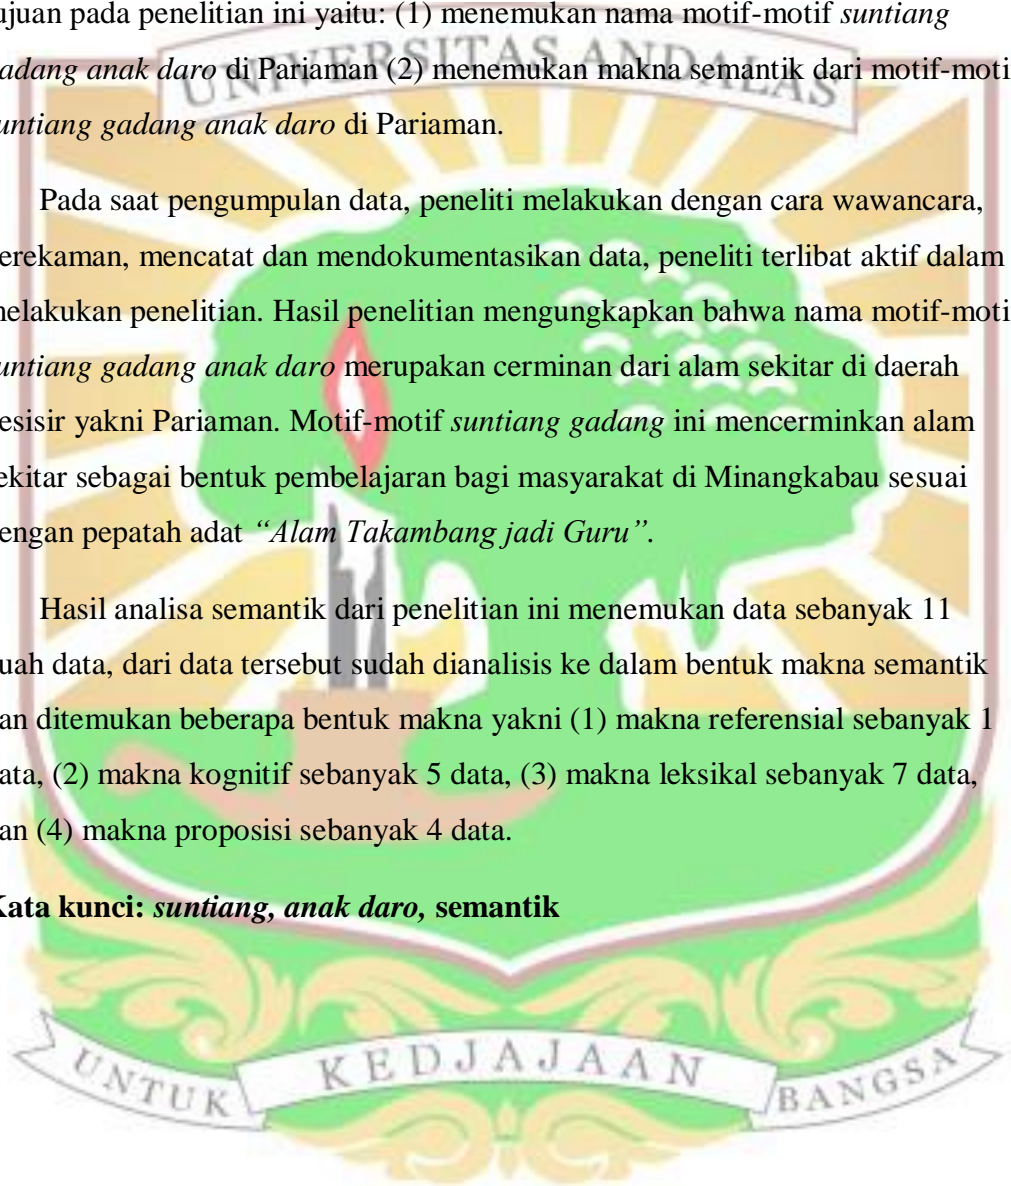 ujuan pada penelitian ini yaitu: (1) menemukan nama motif-motif suntiang
UNIVERSITAS ANDALAS
adang anak daro di Pariaman (2) menemukan makna semantik dari motif-moti
untiang gadang anak daro di Pariaman.
Pada saat pengumpulan data, peneliti melakukan dengan cara wawancara,
erekaman, mencatat dan mendokumentasikan data, peneliti terlibat aktif dalam
nelakukan penelitian. Hasil penelitian mengungkapkan bahwa nama motif-moti
untiang gadang anak daro merupakan cerminan dari alam sekitar di daerah
esisir yakni Pariaman. Motif-motif suntiang gadang ini mencerminkan alam
ekitar sebagai bentuk pembelajaran bagi masyarakat di Minangkabau sesuai
engan pepatah adat “Alam Takambang jadi Guru”.
Hasil analisa semantik dari penelitian ini menemukan data sebanyak 11
uah data, dari data tersebut sudah dianalisis ke dalam bentuk makna semantik
an ditemukan beberapa bentuk makna yakni (1) makna referensial sebanyak 1
ata, (2) makna kognitif sebanyak 5 data, (3) makna leksikal sebanyak 7 data,
an (4) makna proposisi sebanyak 4 data.
Kata kunci: suntiang, anak daro, semantik
UNTUK KEDJAJAAN BANGSA